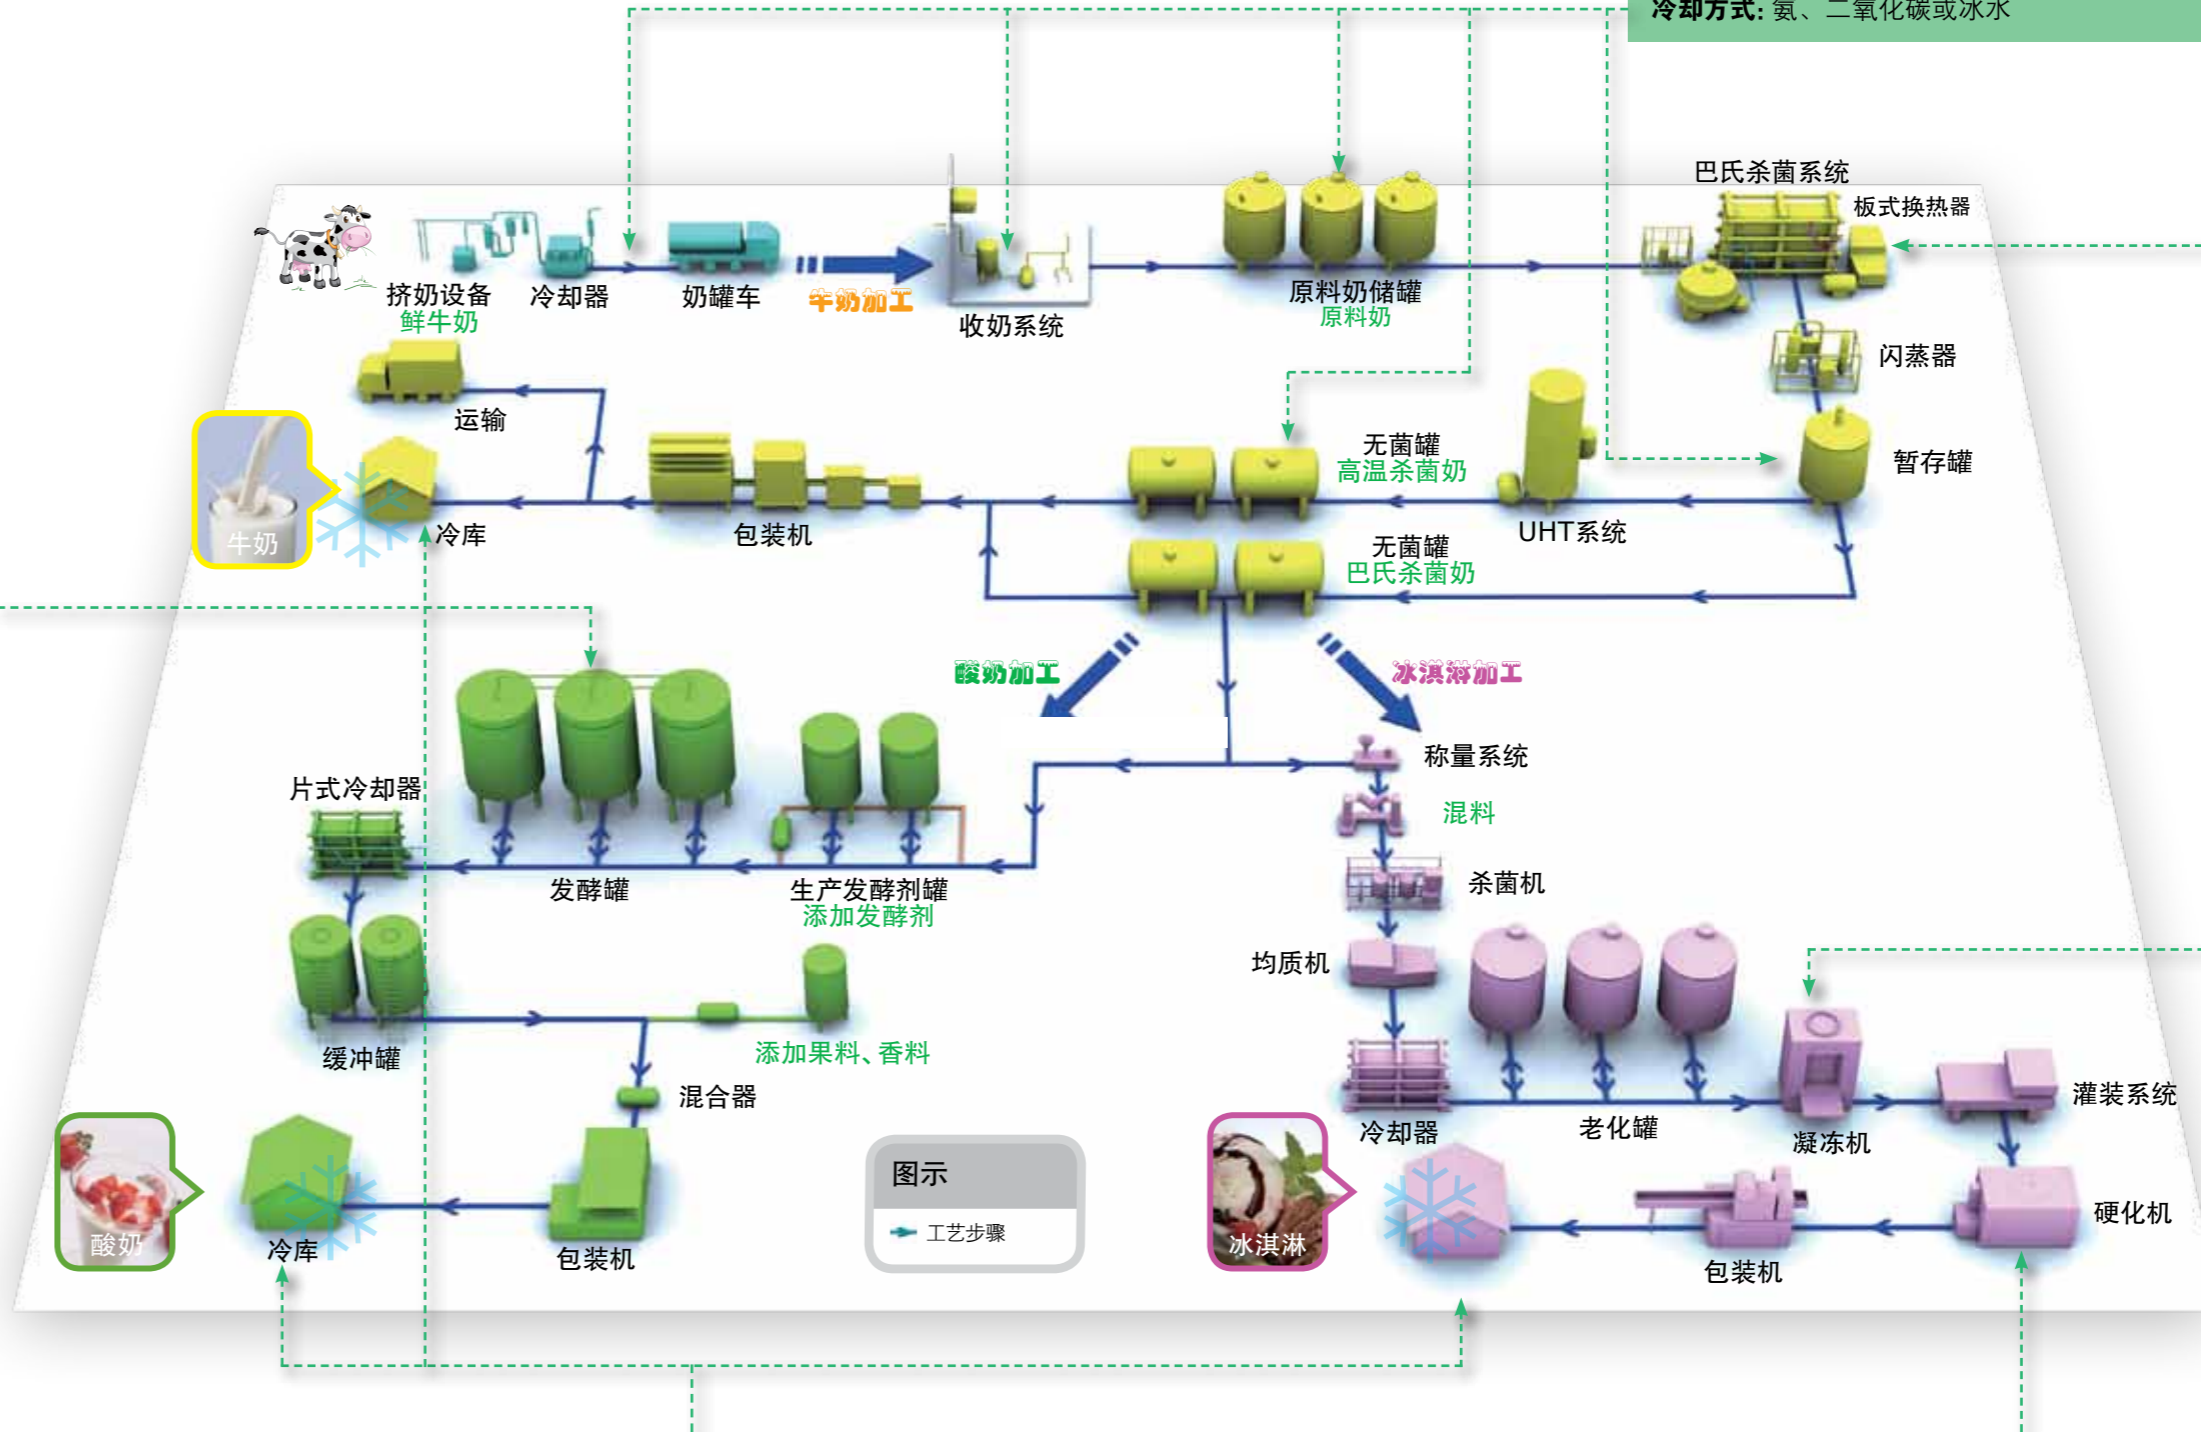 冷却方式: 氨、二氧化碳或冰水
巴氏杀菌系统
板式换热器
挤奶设备
鲜牛奶
冷却器
奶罐车
牛奶加工
收奶系统
原料奶储罐
原料奶
闪蒸器
运输
无菌罐
高温杀菌奶
暂存罐
牛奶
冷库
包装机
UHT系统
无菌罐
巴氏杀菌奶
酸奶加工
冰淇淋加工
称量系统
片式冷却器
混料
发酵罐
生产发酵剂罐
添加发酵剂
杀菌机
均质机
缓冲罐
添加果料、香料
混合器
冷却器
老化罐
凝冻机
灌装系统
图示
工艺步骤
酸奶
冷库
包装机
冰淇淋
包装机
硬化机